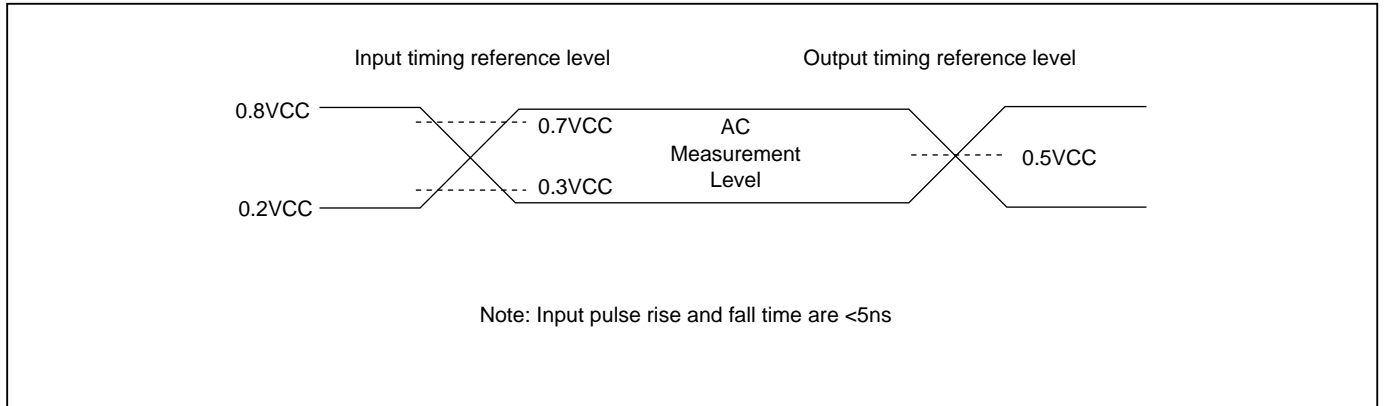 Input timing reference level
Output timing reference level
0.8VCC
0.7VCC
AC
Measurement
Level
0.5VCC
0.3VCC
0.2VCC
Note: Input pulse rise and fall time are <5ns